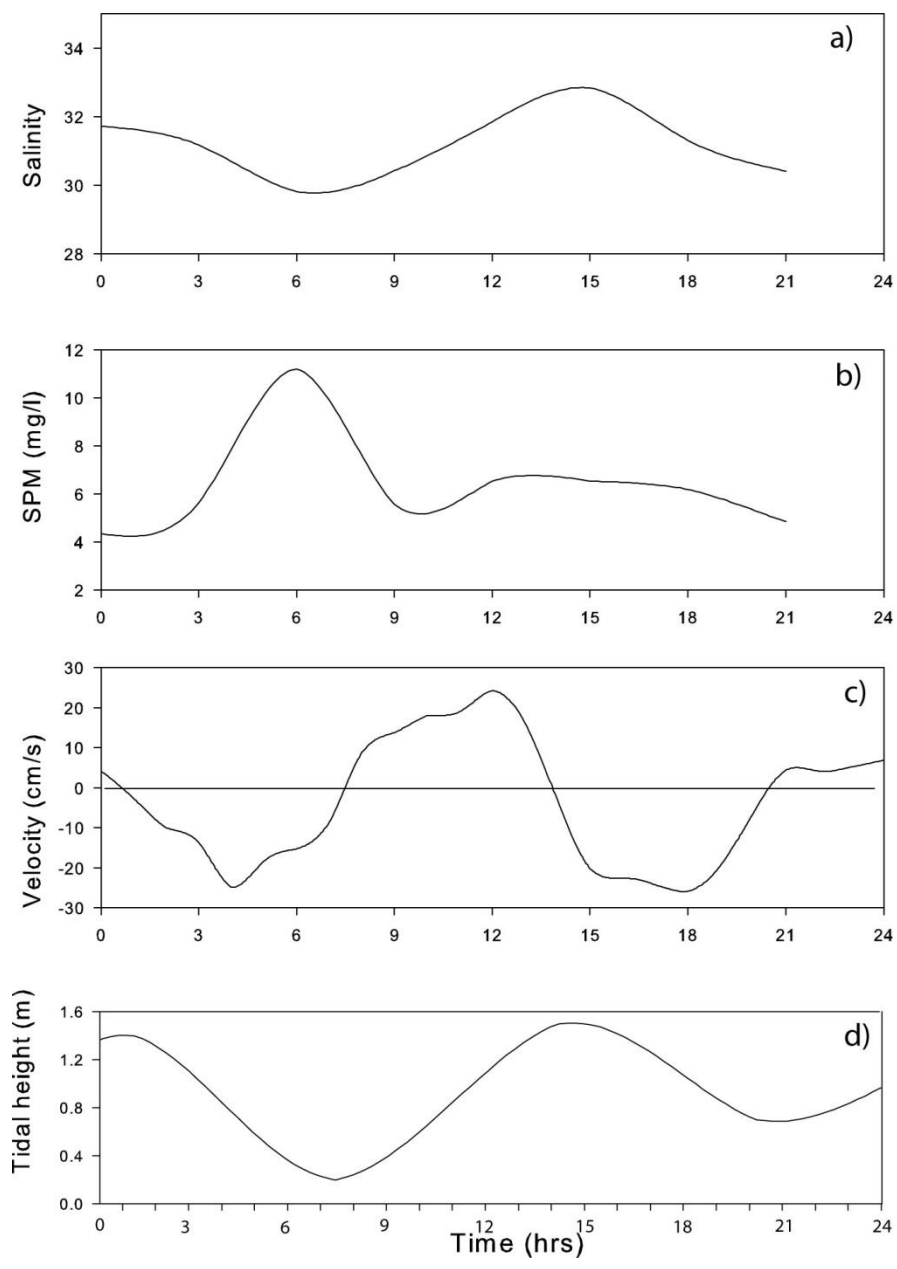 a)
34
32
30
28
Salinity
0 3 6 9 12 15 18 21 24
b)
12
10
8
6
4
2
SPM (mg/l)
0 3 6 9 12 15 18 21 24
c)
30
20
10
0
-10
-20
-30
Velocity (cm/s)
0 3 6 9 12 15 18 21 24
d)
1.6
1.2
0.8
0.4
0.0
Tidal height (m)
0 3 6 9 12 15 18 21 24
Time (hrs)